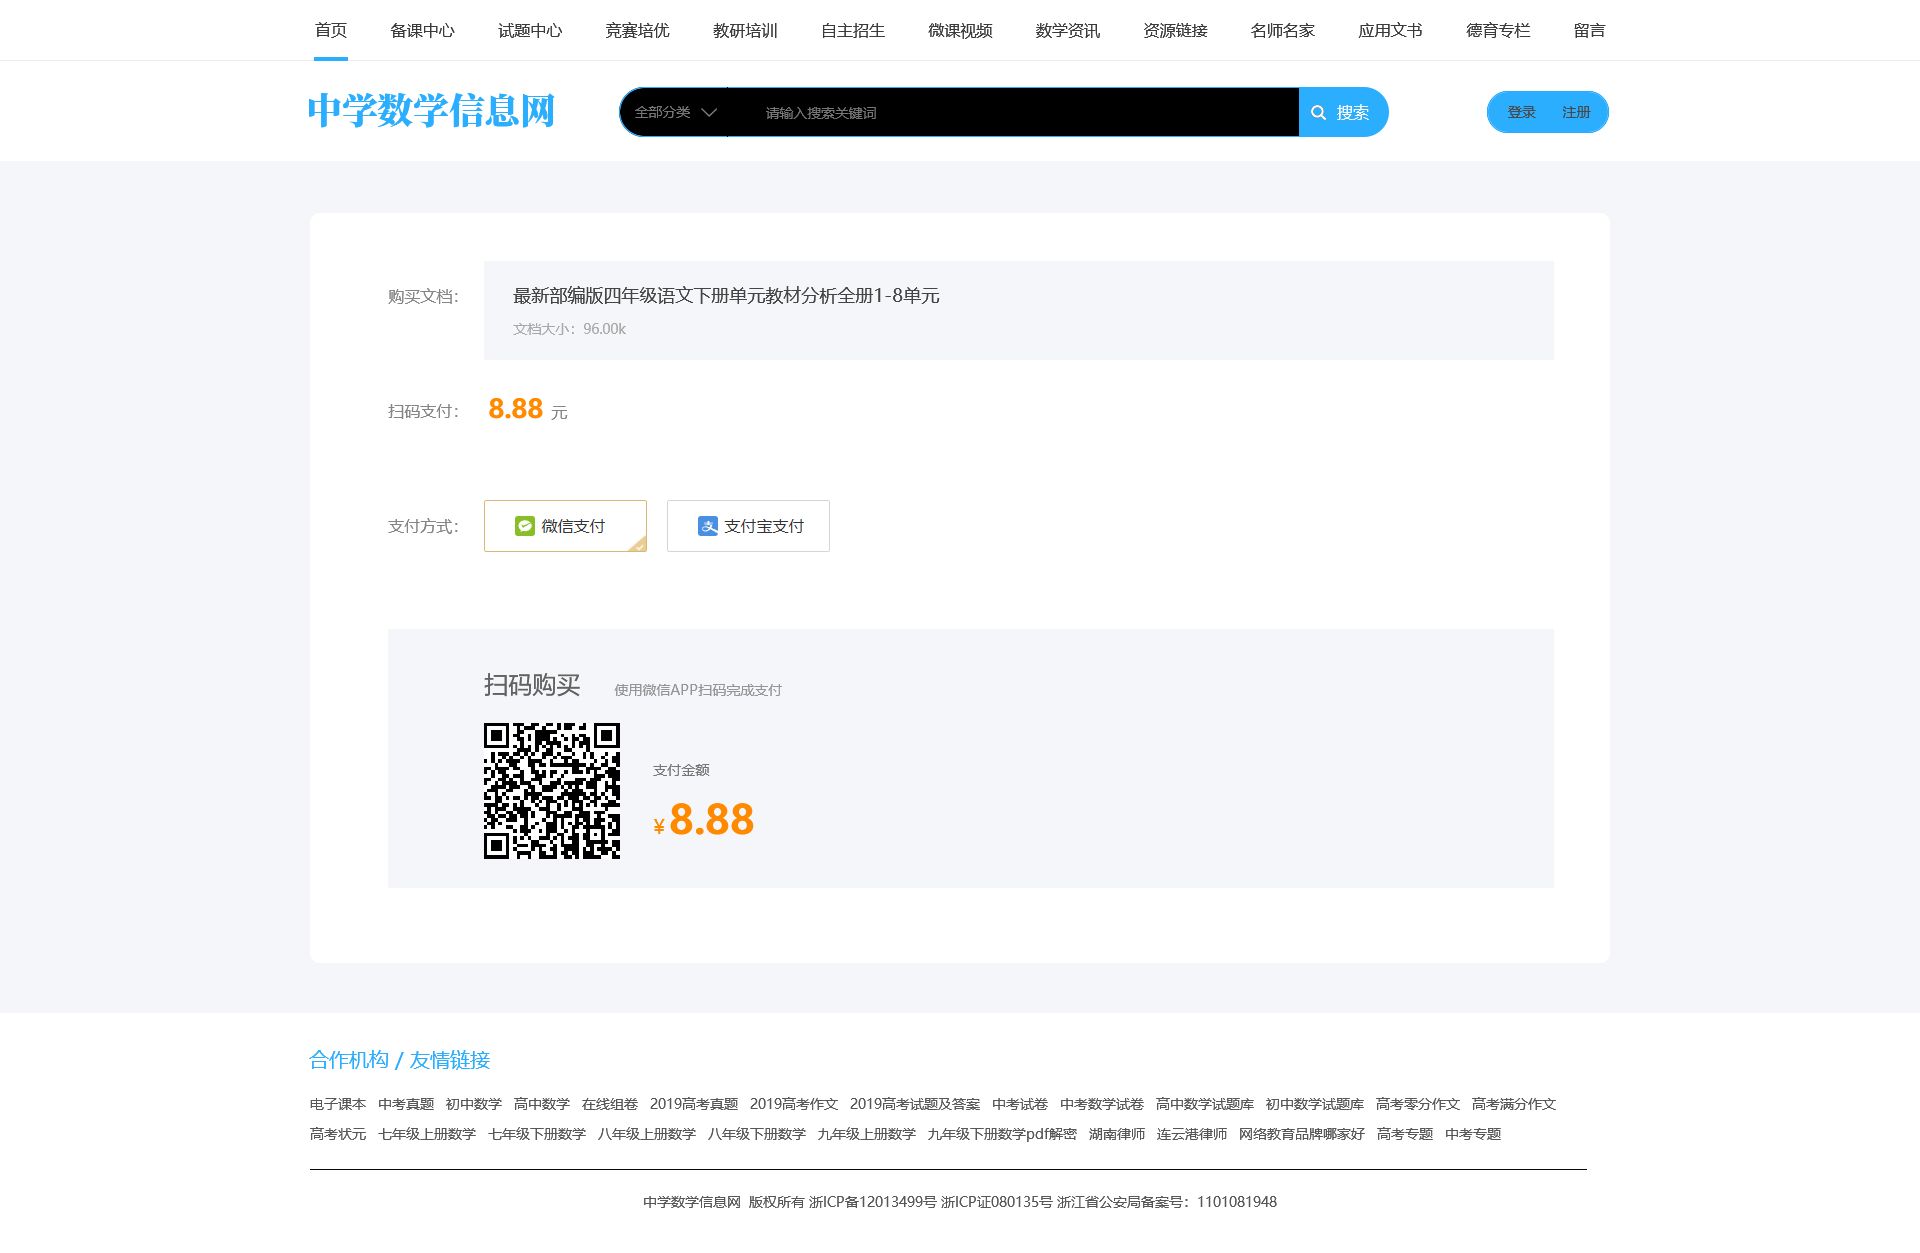 首页 备课中心 试题中心 竞赛培优 教研培训 自主招生 微课视频 数学资讯 资源链接 名师名家 应用文书 德育专栏 留言
中学数学信息网 全部分类 请输入搜索关键词 搜索 登录 注册
购买文档： 最新部编版四年级语文下册单元教材分析全册1-8单元
文档大小：96.00k
扫码支付： 8.88 元
支付方式： 微信支付 支付宝支付
扫码购买 使用微信APP扫码完成支付
支付金额
¥8.88
合作机构 / 友情链接
电子课本 中考真题 初中数学 高中数学 在线组卷 2019高考真题 2019高考作文 2019高考试题及答案 中考试卷 中考数学试卷 高中数学试题库 初中数学试题库 高考零分作文 高考满分作文
高考状元 七年级上册数学 七年级下册数学 八年级上册数学 八年级下册数学 九年级上册数学 九年级下册数学pdf解密 湖南律师 连云港律师 网络教育品牌哪家好 高考专题 中考专题
中学数学信息网 版权所有 浙ICP备12013499号 浙ICP证080135号 浙江省公安局备案号：1101081948